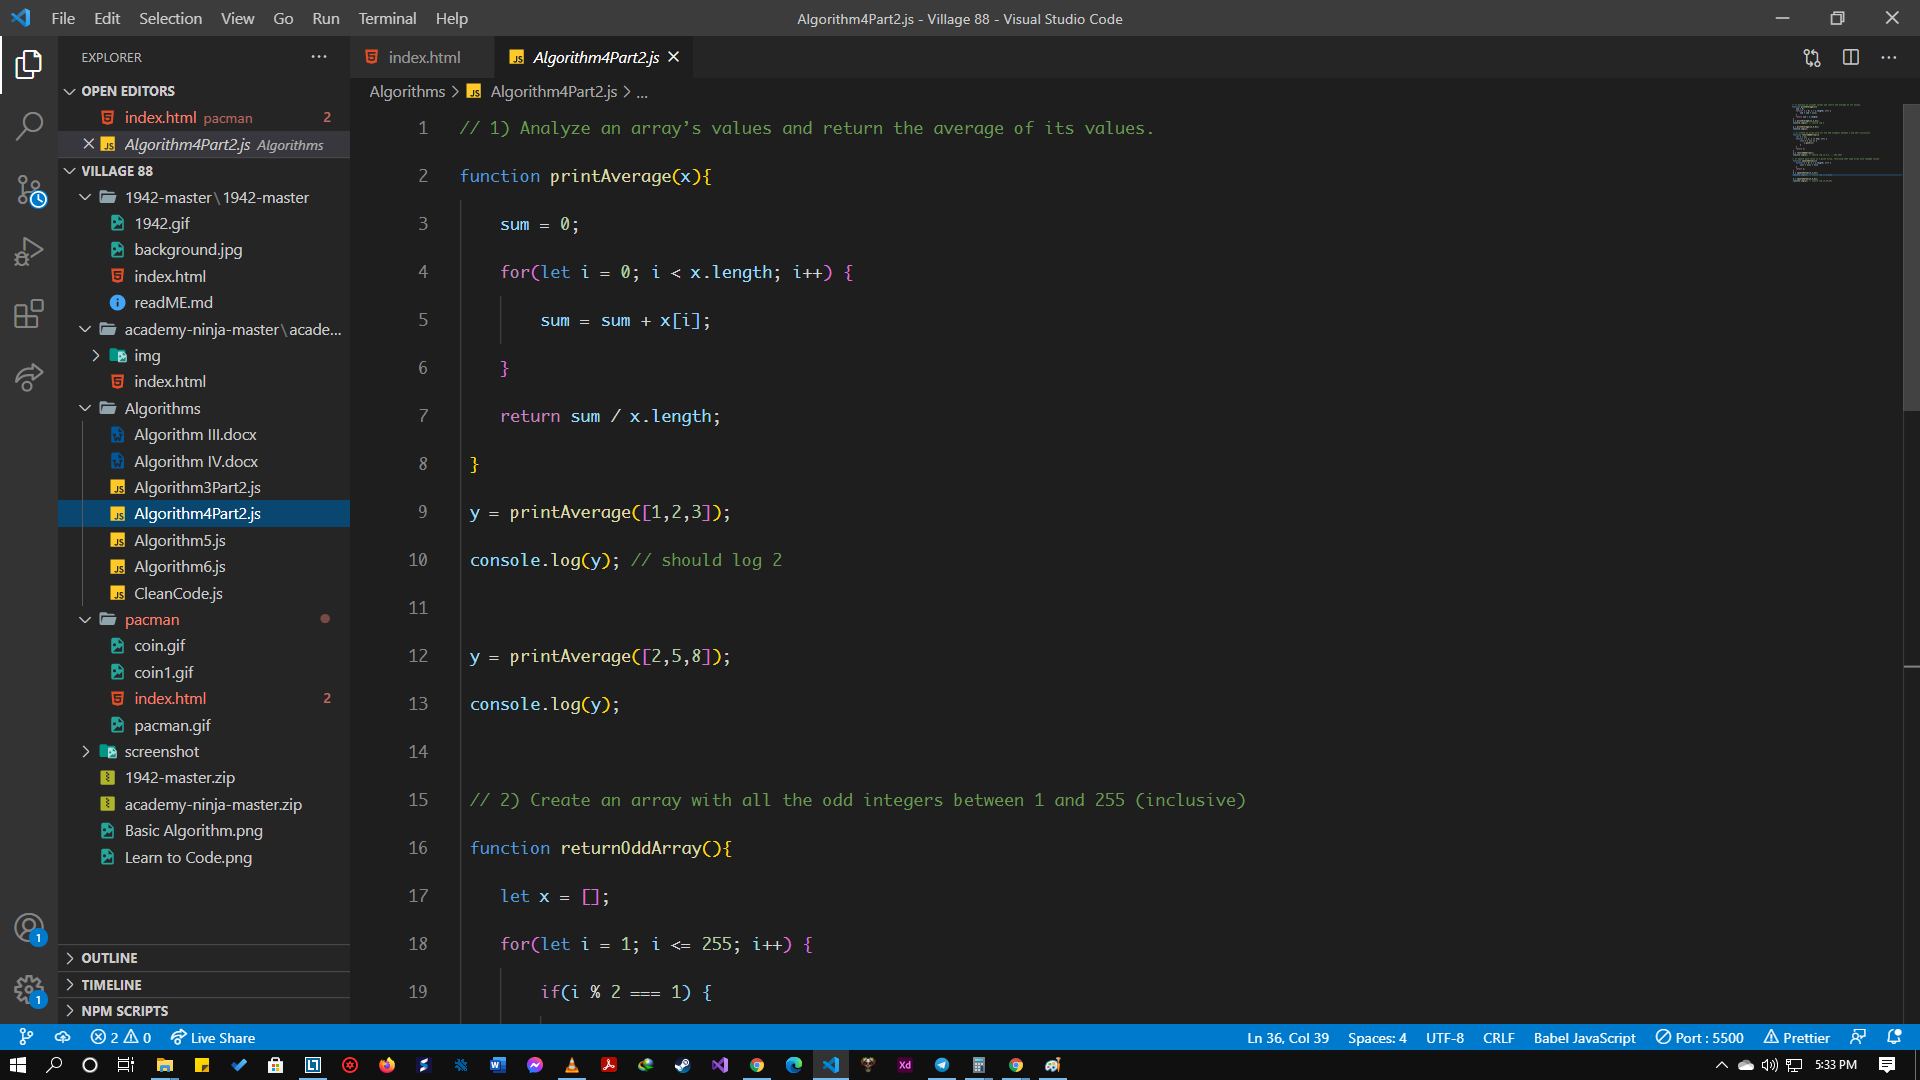 File Edit Selection View Go Run Terminal Help
Algorithm4Part2.js - Village 88 - Visual Studio Code
EXPLORER
OPEN EDITORS
index.html pacman 2
Algorithm4Part2.js Algorithms
VILLAGE 88
1942-master\1942-master
1942.gif
background.jpg
index.html
readME.md
academy-ninja-master\acade...
img
index.html
Algorithms
Algorithm III.docx
Algorithm IV.docx
Algorithm3Part2.js
Algorithm4Part2.js
Algorithm5.js
Algorithm6.js
CleanCode.js
pacman
coin.gif
coin1.gif
index.html 2
pacman.gif
screenshot
1942-master.zip
academy-ninja-master.zip
Basic Algorithm.png
Learn to Code.png
OUTLINE
TIMELINE
NPM SCRIPTS
1
1
index.html
Algorithm4Part2.js
Algorithms > Algorithm4Part2.js > ...
1 // 1) Analyze an array’s values and return the average of its values.
2 function printAverage(x){
3 sum = 0;
4 for(let i = 0; i < x.length; i++) {
5 sum = sum + x[i];
6 }
7 return sum / x.length;
8 }
9 y = printAverage([1,2,3]);
10 console.log(y); // should log 2
11
12 y = printAverage([2,5,8]);
13 console.log(y);
14
15 // 2) Create an array with all the odd integers between 1 and 255 (inclusive)
16 function returnOddArray(){
17 let x = [];
18 for(let i = 1; i <= 255; i++) {
19 if(i % 2 === 1) {
2 0 Live Share
Ln 36, Col 39 Spaces: 4 UTF-8 CRLF Babel JavaScript Port : 5500 Prettier
5:33 PM